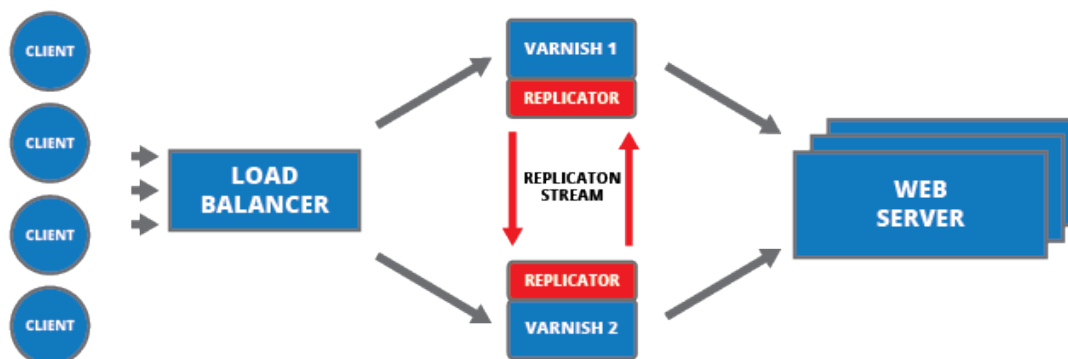 CLIENT
CLIENT
CLIENT
CLIENT
LOAD
BALANCER
VARNISH 1
REPLICATOR
REPLICATON
STREAM
REPLICATOR
VARNISH 2
WEB
SERVER